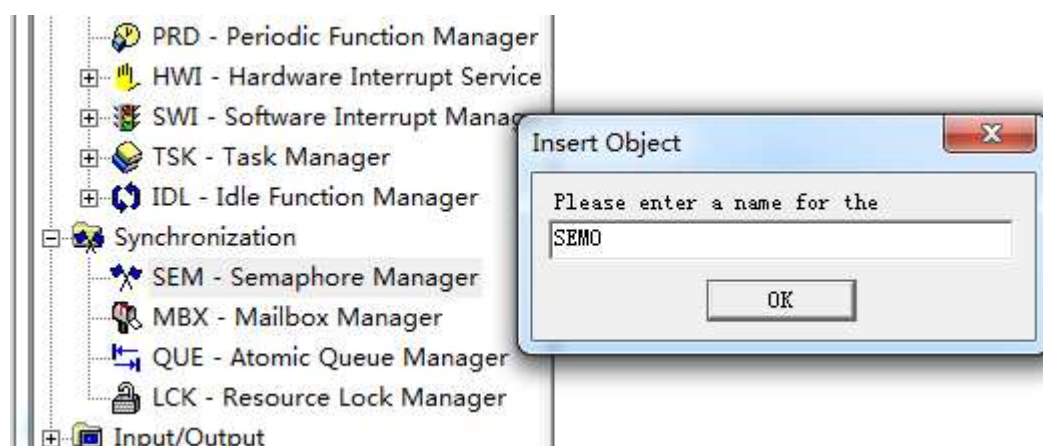 PRD - Periodic Function Manager
HWI - Hardware Interrupt Service
SWI - Software Interrupt Manag
TSK - Task Manager
IDL - Idle Function Manager
Synchronization
SEM - Semaphore Manager
MBX - Mailbox Manager
QUE - Atomic Queue Manager
LCK - Resource Lock Manager
Input/Output
Insert Object
Please enter a name for the
SEM0
OK